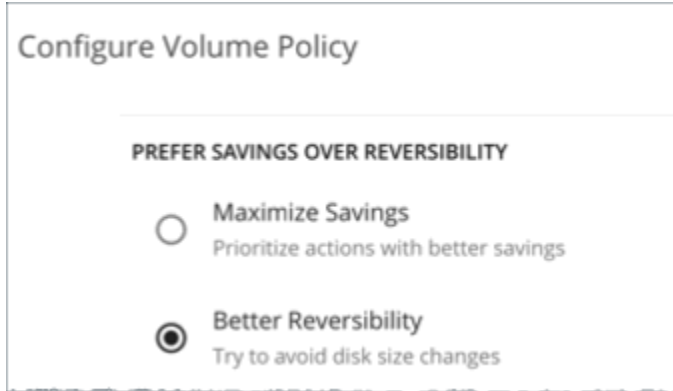 Configure Volume Policy
PREFER SAVINGS OVER REVERSIBILITY
Maximize Savings
Prioritize actions with better savings
Better Reversibility
Try to avoid disk size changes